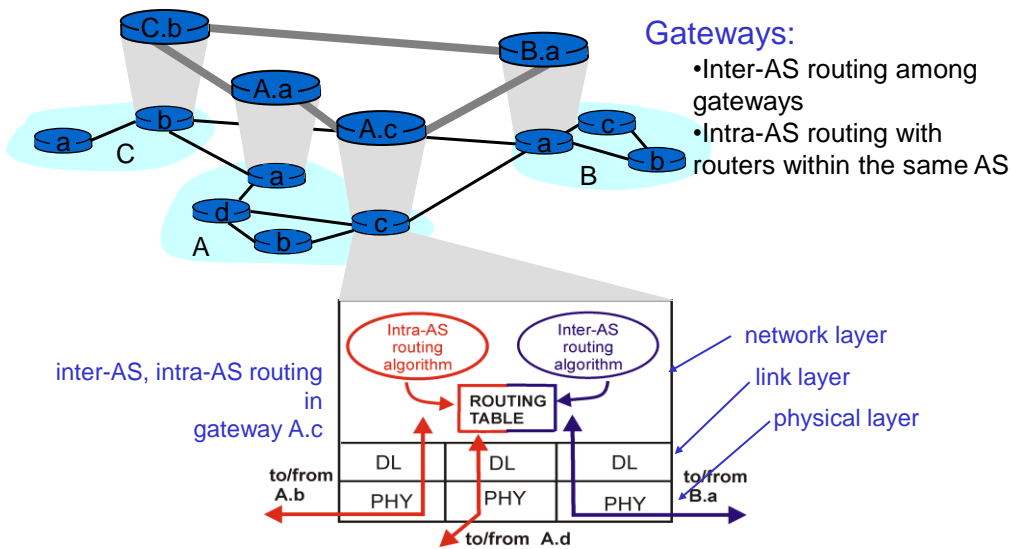 C.b
B.a
A.a
A.c
Gateways:
•Inter-AS routing among
gateways
•Intra-AS routing with
routers within the same AS
a
b
C
a
c
b
B
a
d
b
c
A
Intra-AS
routing
algorithm
Inter-AS
routing
algorithm
ROUTING
TABLE
inter-AS, intra-AS routing
in
gateway A.c
network layer
link layer
physical layer
DL
DL
DL
PHY
PHY
PHY
to/from
A.b
to/from
B.a
to/from A.d